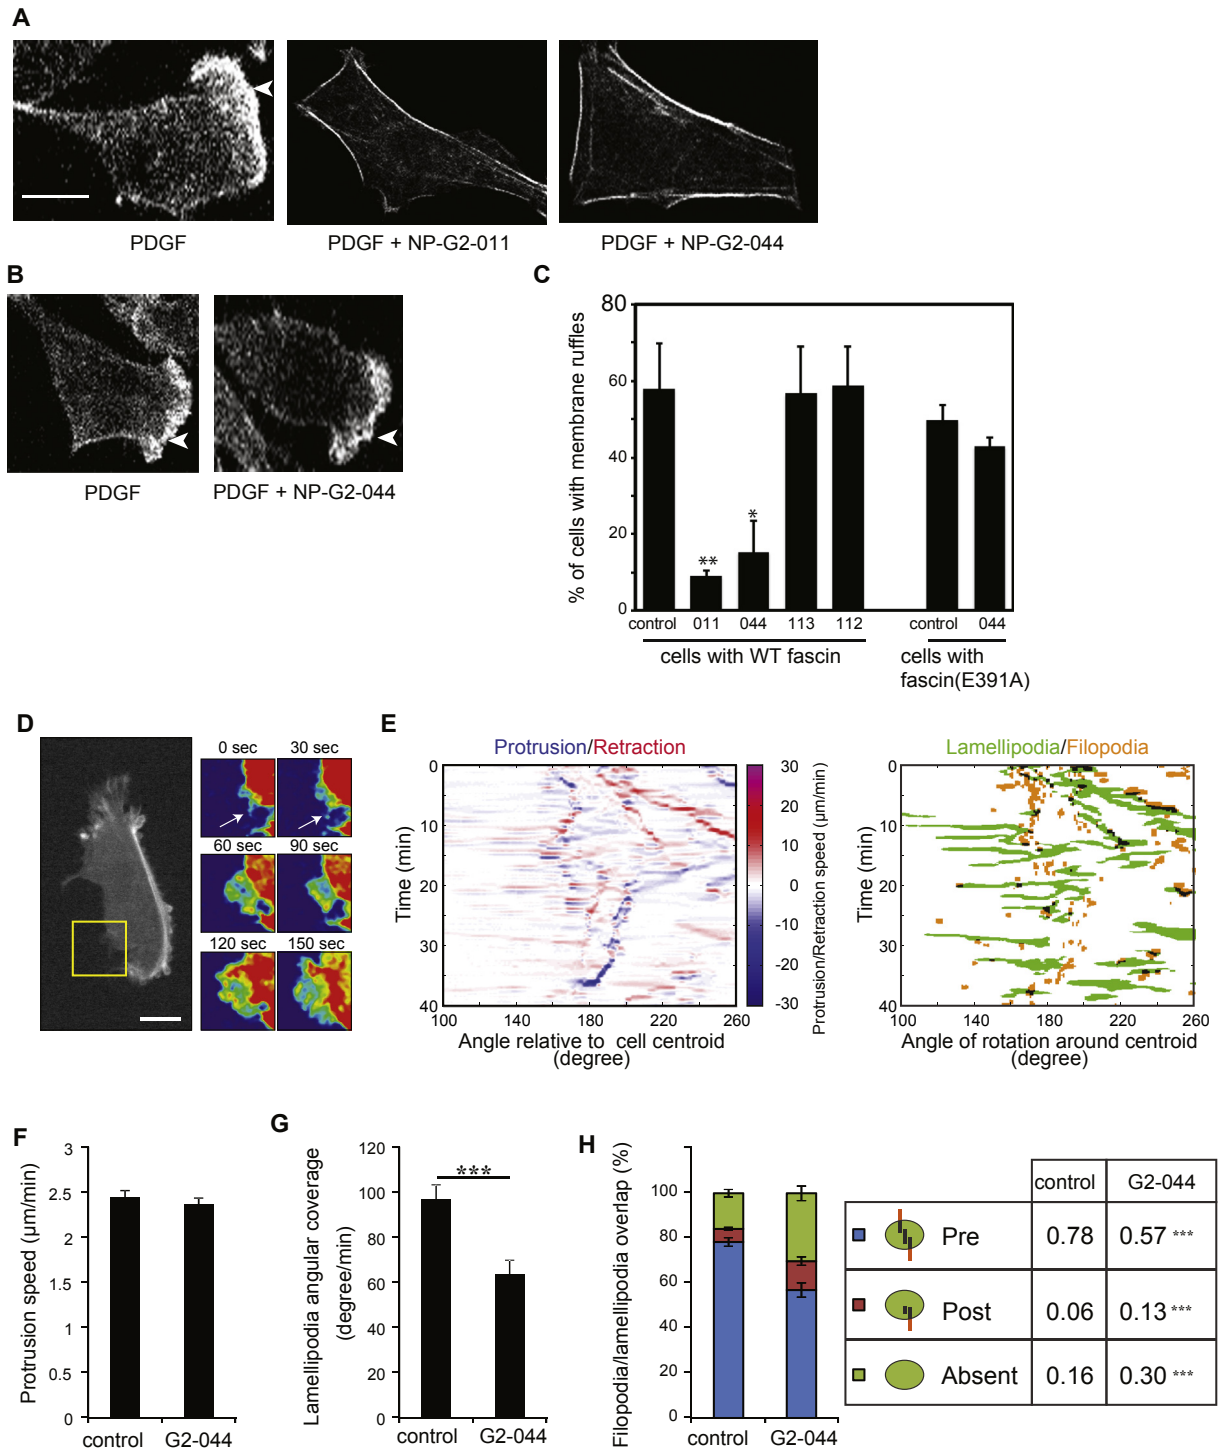 A
PDGF
PDGF + NP-G2-011
PDGF + NP-G2-044
B
PDGF
PDGF + NP-G2-044
C
% of cells with membrane ruffles
80
60
40
20
0
**
*
control
011
044
113
112
control
044
cells with WT fascin
cells with
fascin(E391A)
D
0 sec
30 sec
60 sec
90 sec
120 sec
150 sec
E
Protrusion/Retraction
Time (min)
0
10
20
30
40
100
140
180
220
260
Angle relative to cell centroid
(degree)
30
20
10
0
-10
-20
-30
Protrusion/Retraction speed (µm/min)
Lamellipodia/Filopodia
Time (min)
0
10
20
30
40
100
140
180
220
260
Angle of rotation around centroid
(degree)
F
Protrusion speed (µm/min)
3
2.5
2
1.5
1
0.5
0
control
G2-044
G
Lamellipodia angular coverage
(degree/min)
120
100
80
60
40
20
0
***
control
G2-044
H
Filopodia/lamellipodia overlap (%)
100
80
60
40
20
0
control
G2-044
control
G2-044
Pre
0.78
0.57 ***
Post
0.06
0.13 ***
Absent
0.16
0.30 ***